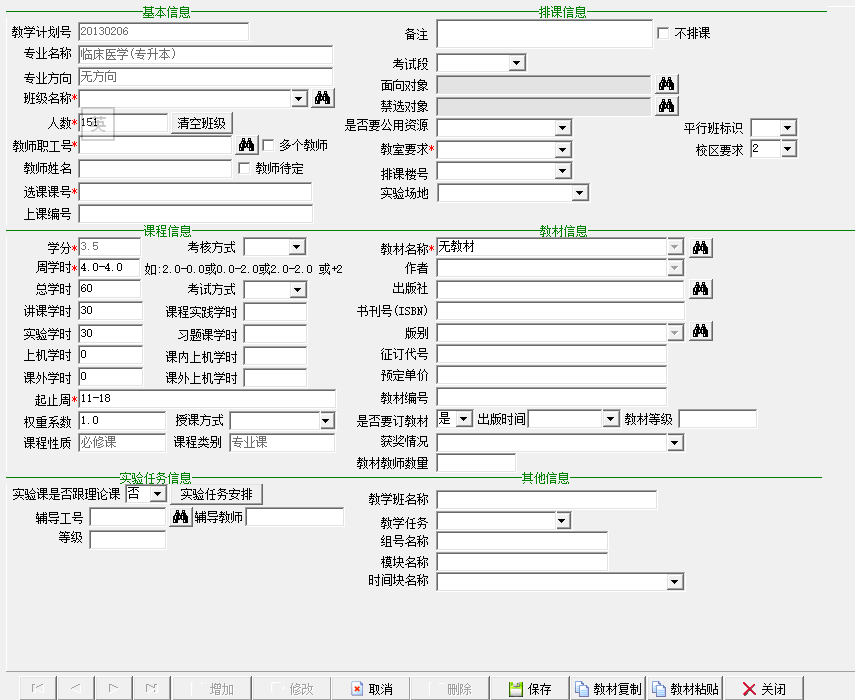 基本信息
教学计划号 20130206
专业名称 临床医学(专升本)
专业方向 无方向
班级名称*
人数* 151 英 清空班级
教师职工号* 多个教师
教师姓名 教师待定
选课课号*
上课编号
排课信息
备注 不排课
考试段
面向对象
禁选对象
是否要公用资源 平行班标识
教室要求* 校区要求 2
排课楼号
实验场地
课程信息
学分* 3.5 考核方式
周学时* 4.0-4.0 如:2.0-0.0或0.0-2.0或2.0-2.0 或+2
总学时 60 考试方式
讲课学时 30 课程实践学时
实验学时 30 习题课学时
上机学时 0 课内上机学时
课外学时 0 课外上机学时
起止周* 11-18
权重系数 1.0 授课方式
课程性质 必修课 课程类别 专业课
教材信息
教材名称* 无教材
作者
出版社
书刊号(ISBN)
版别
征订代号
预定单价
教材编号
是否要订教材 是 出版时间 教材等级
获奖情况
教材教师数量
实验任务信息
实验课是否跟理论课 否 实验任务安排
辅导工号 辅导教师
等级
其他信息
教学班名称
教学任务
组号名称
模块名称
时间块名称
增加 修改 取消 删除 保存 教材复制 教材粘贴 关闭